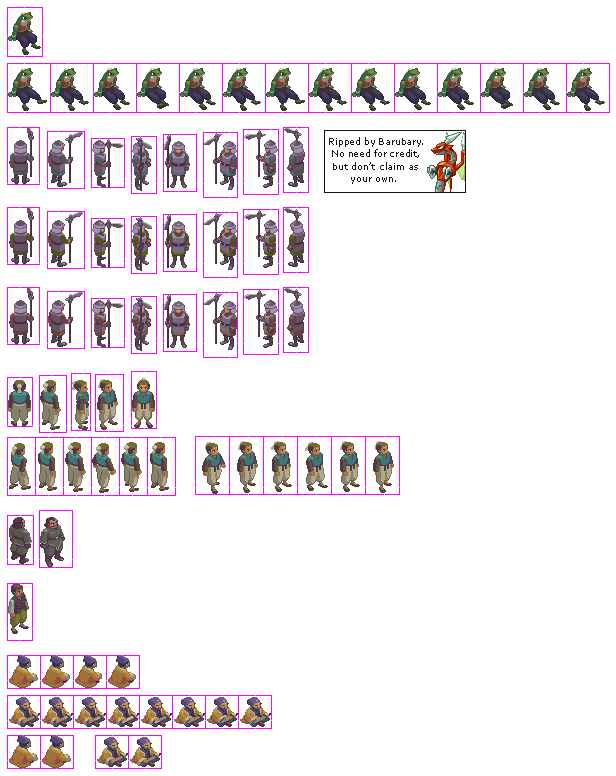 Ripped by Barubary.
No need for credit,
but don't claim as
your own.